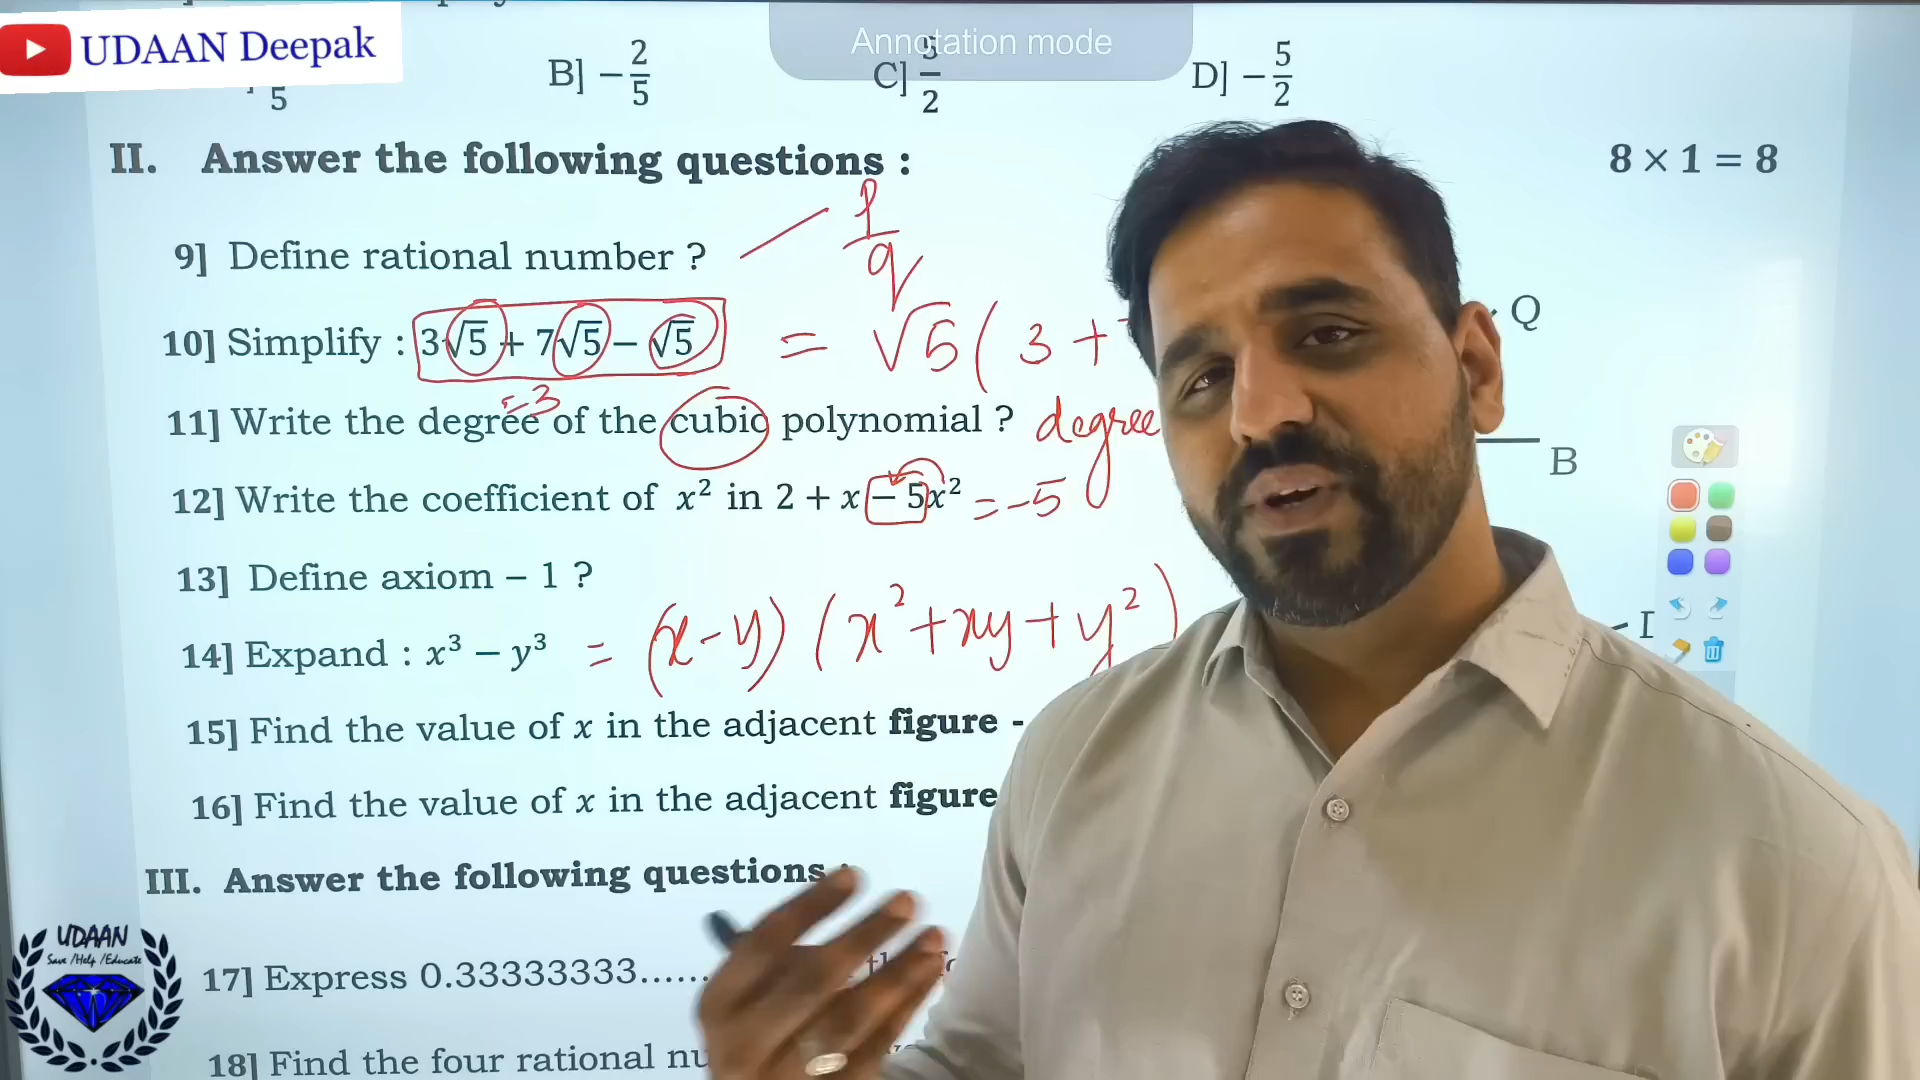 UDAAN Deepak
Annotation mode
5
B] − 2/5
C] 5/2
D] − 5/2
II. Answer the following questions :
8 × 1 = 8
9] Define rational number ?
p/q
10] Simplify : 3√5 + 7√5 − √5 = √5 ( 3 +
Q
= 3
11] Write the degree of the cubic polynomial ? degree
B
12] Write the coefficient of x² in 2 + x − 5x² = -5
13] Define axiom − 1 ?
14] Expand : x³ − y³ = (x-y) (x²+xy+y²)
15] Find the value of x in the adjacent figure -
16] Find the value of x in the adjacent figure
III. Answer the following questions :
17] Express 0.33333333......
18] Find the four rational nu
UDAAN
Save /Help /Educate